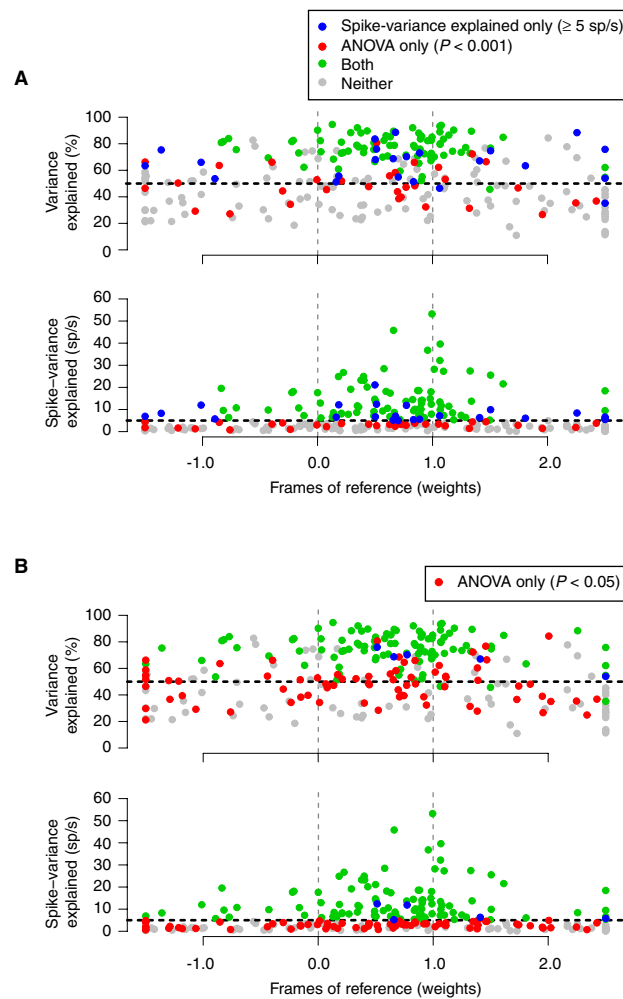 Spike-variance explained only (≥ 5 sp/s)
ANOVA only (P < 0.001)
Both
Neither
A
100
80
60
40
20
0
Variance
explained (%)
60
50
40
30
20
10
0
Spike−variance
explained (sp/s)
-1.0 0.0 1.0 2.0
Frames of reference (weights)
B
ANOVA only (P < 0.05)
100
80
60
40
20
0
Variance
explained (%)
60
50
40
30
20
10
0
Spike−variance
explained (sp/s)
-1.0 0.0 1.0 2.0
Frames of reference (weights)